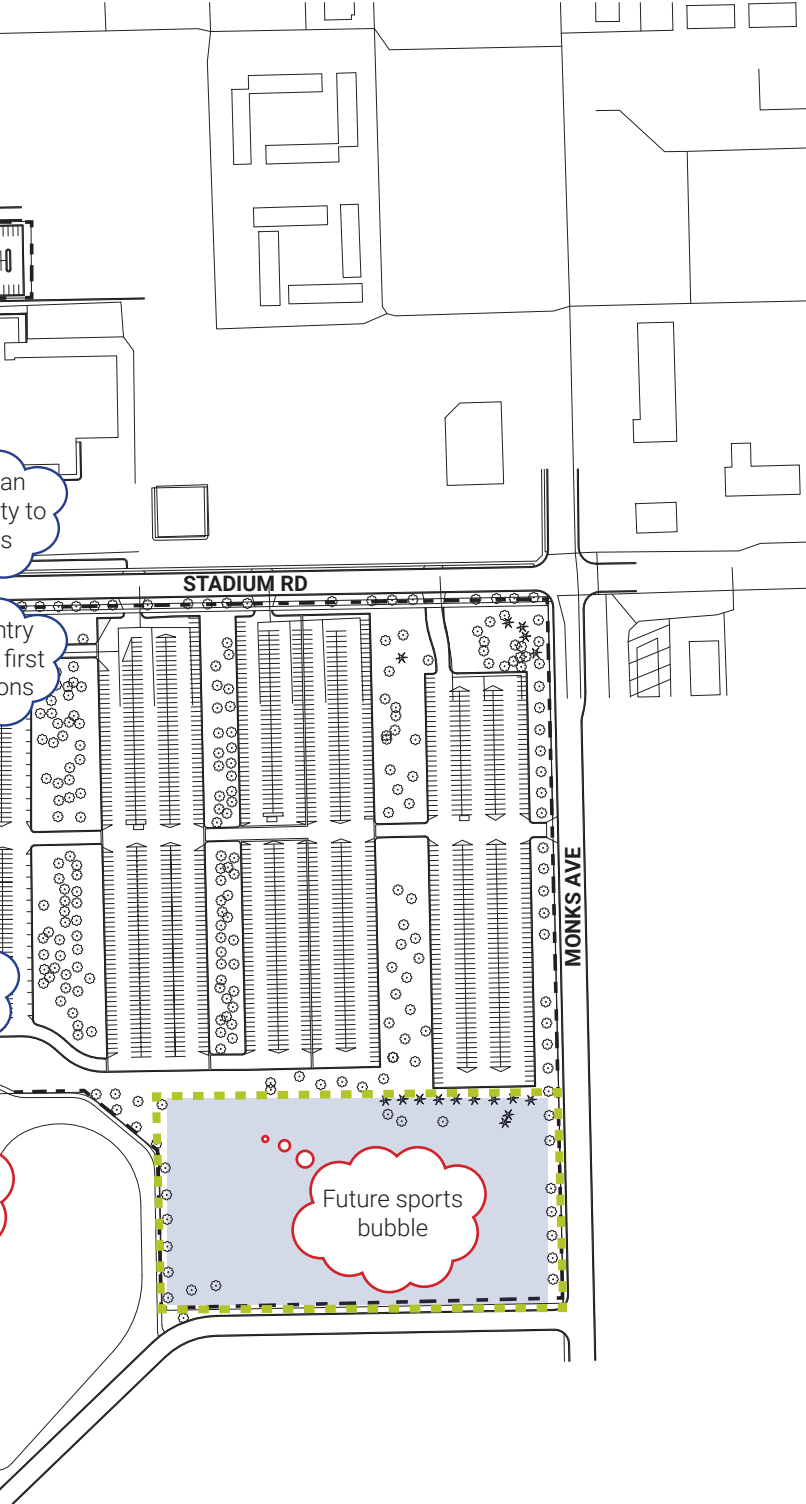 an
ty to
s
STADIUM RD
ntry
first
ons
MONKS AVE
Future sports
bubble